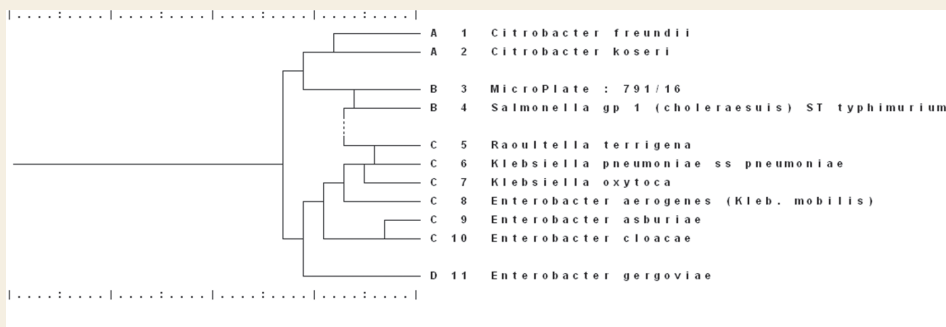 |....:....|....:....|....:....|....:....|
A 1 Citrobacter freundii
A 2 Citrobacter koseri
B 3 MicroPlate : 791/16
B 4 Salmonella gp 1 (choleraesuis) ST typhimurium
C 5 Raoultella terrigena
C 6 Klebsiella pneumoniae ss pneumoniae
C 7 Klebsiella oxytoca
C 8 Enterobacter aerogenes (Kleb. mobilis)
C 9 Enterobacter asburiae
C 10 Enterobacter cloacae
D 11 Enterobacter gergoviae
|....:....|....:....|....:....|....:....|